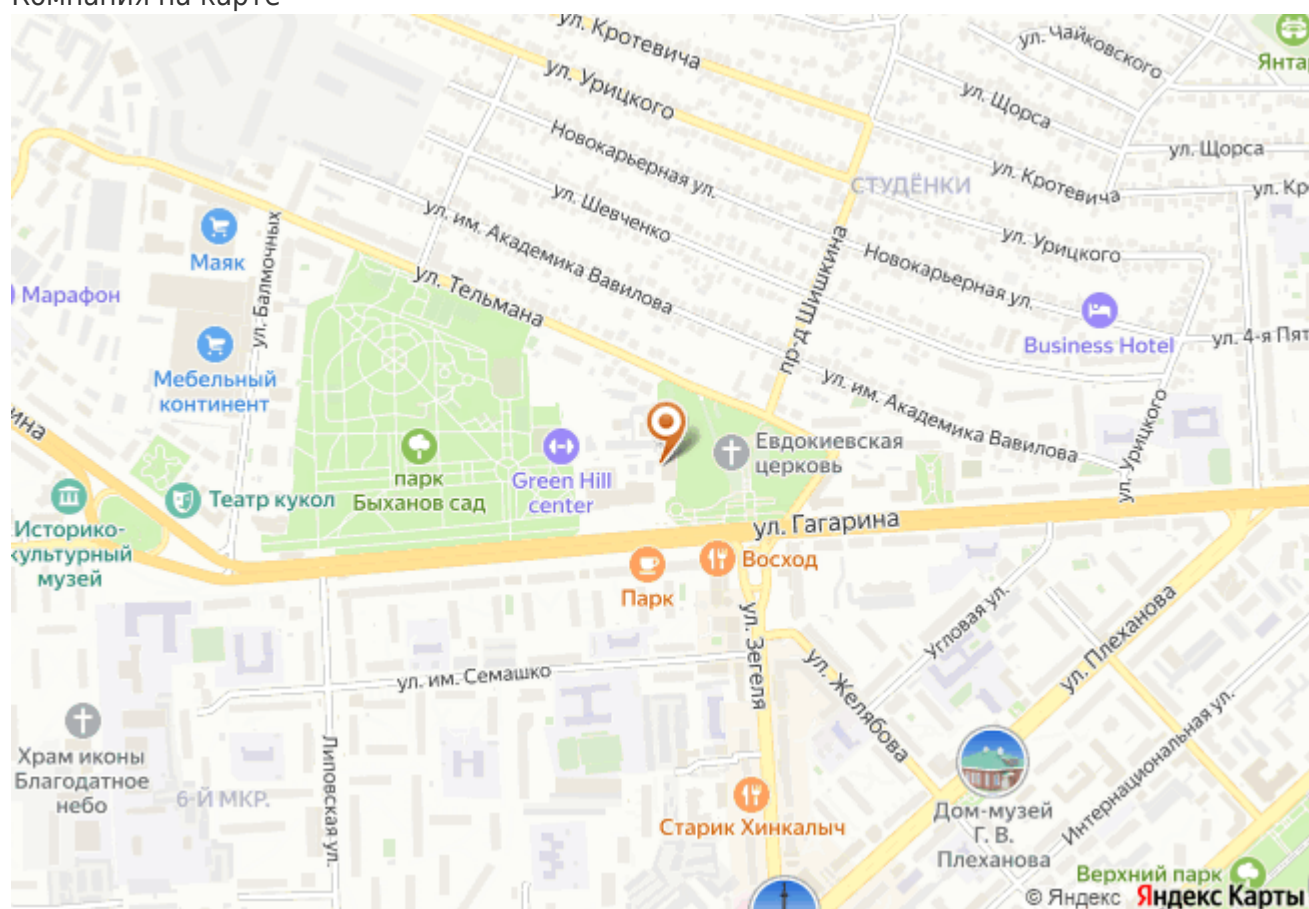 Компания на карте
ул. Кротевича
ул. Чайковского
Янта
ул. Урицкого
ул. Щорса
Новокарьерная ул.
ул. Щорса
ул. Кротевича
СТУДЁНКИ
ул. Кр
ул. Шевченко
ул. им. Академика Вавилова
ул. Урицкого
Маяк
ул. Балмочных
Новокарьерная ул.
Марафон
ул. Тельмана
пр-д Шишкина
Business Hotel
ул. 4-я Пят
Мебельный
континент
ул. им. Академика Вавилова
ина
Евдокиевская
церковь
ул. Урицкого
парк
Быханов сад
Green Hill
center
Театр кукол
Историко-
культурный
музей
ул. Гагарина
Восход
Парк
ул. Зегеля
Угловая ул.
ул. Плеханова
ул. им. Семашко
ул. Желябова
Интернациональная ул.
Храм иконы
Благодатное
небо
6-Й МКР.
Липовская ул.
Старик Хинкалыч
Дом-музей
Г. В.
Плеханова
Верхний парк
© Яндекс Яндекс Карты